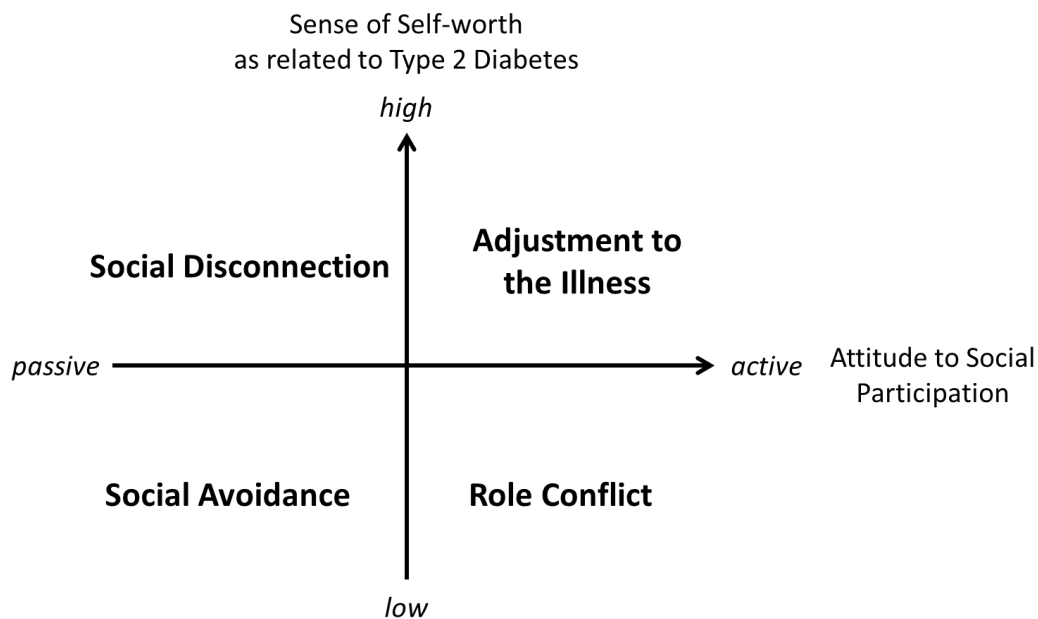 Sense of Self-worth
as related to Type 2 Diabetes
high
Social Disconnection
Adjustment to
the Illness
passive
active
Attitude to Social
Participation
Social Avoidance
Role Conflict
low